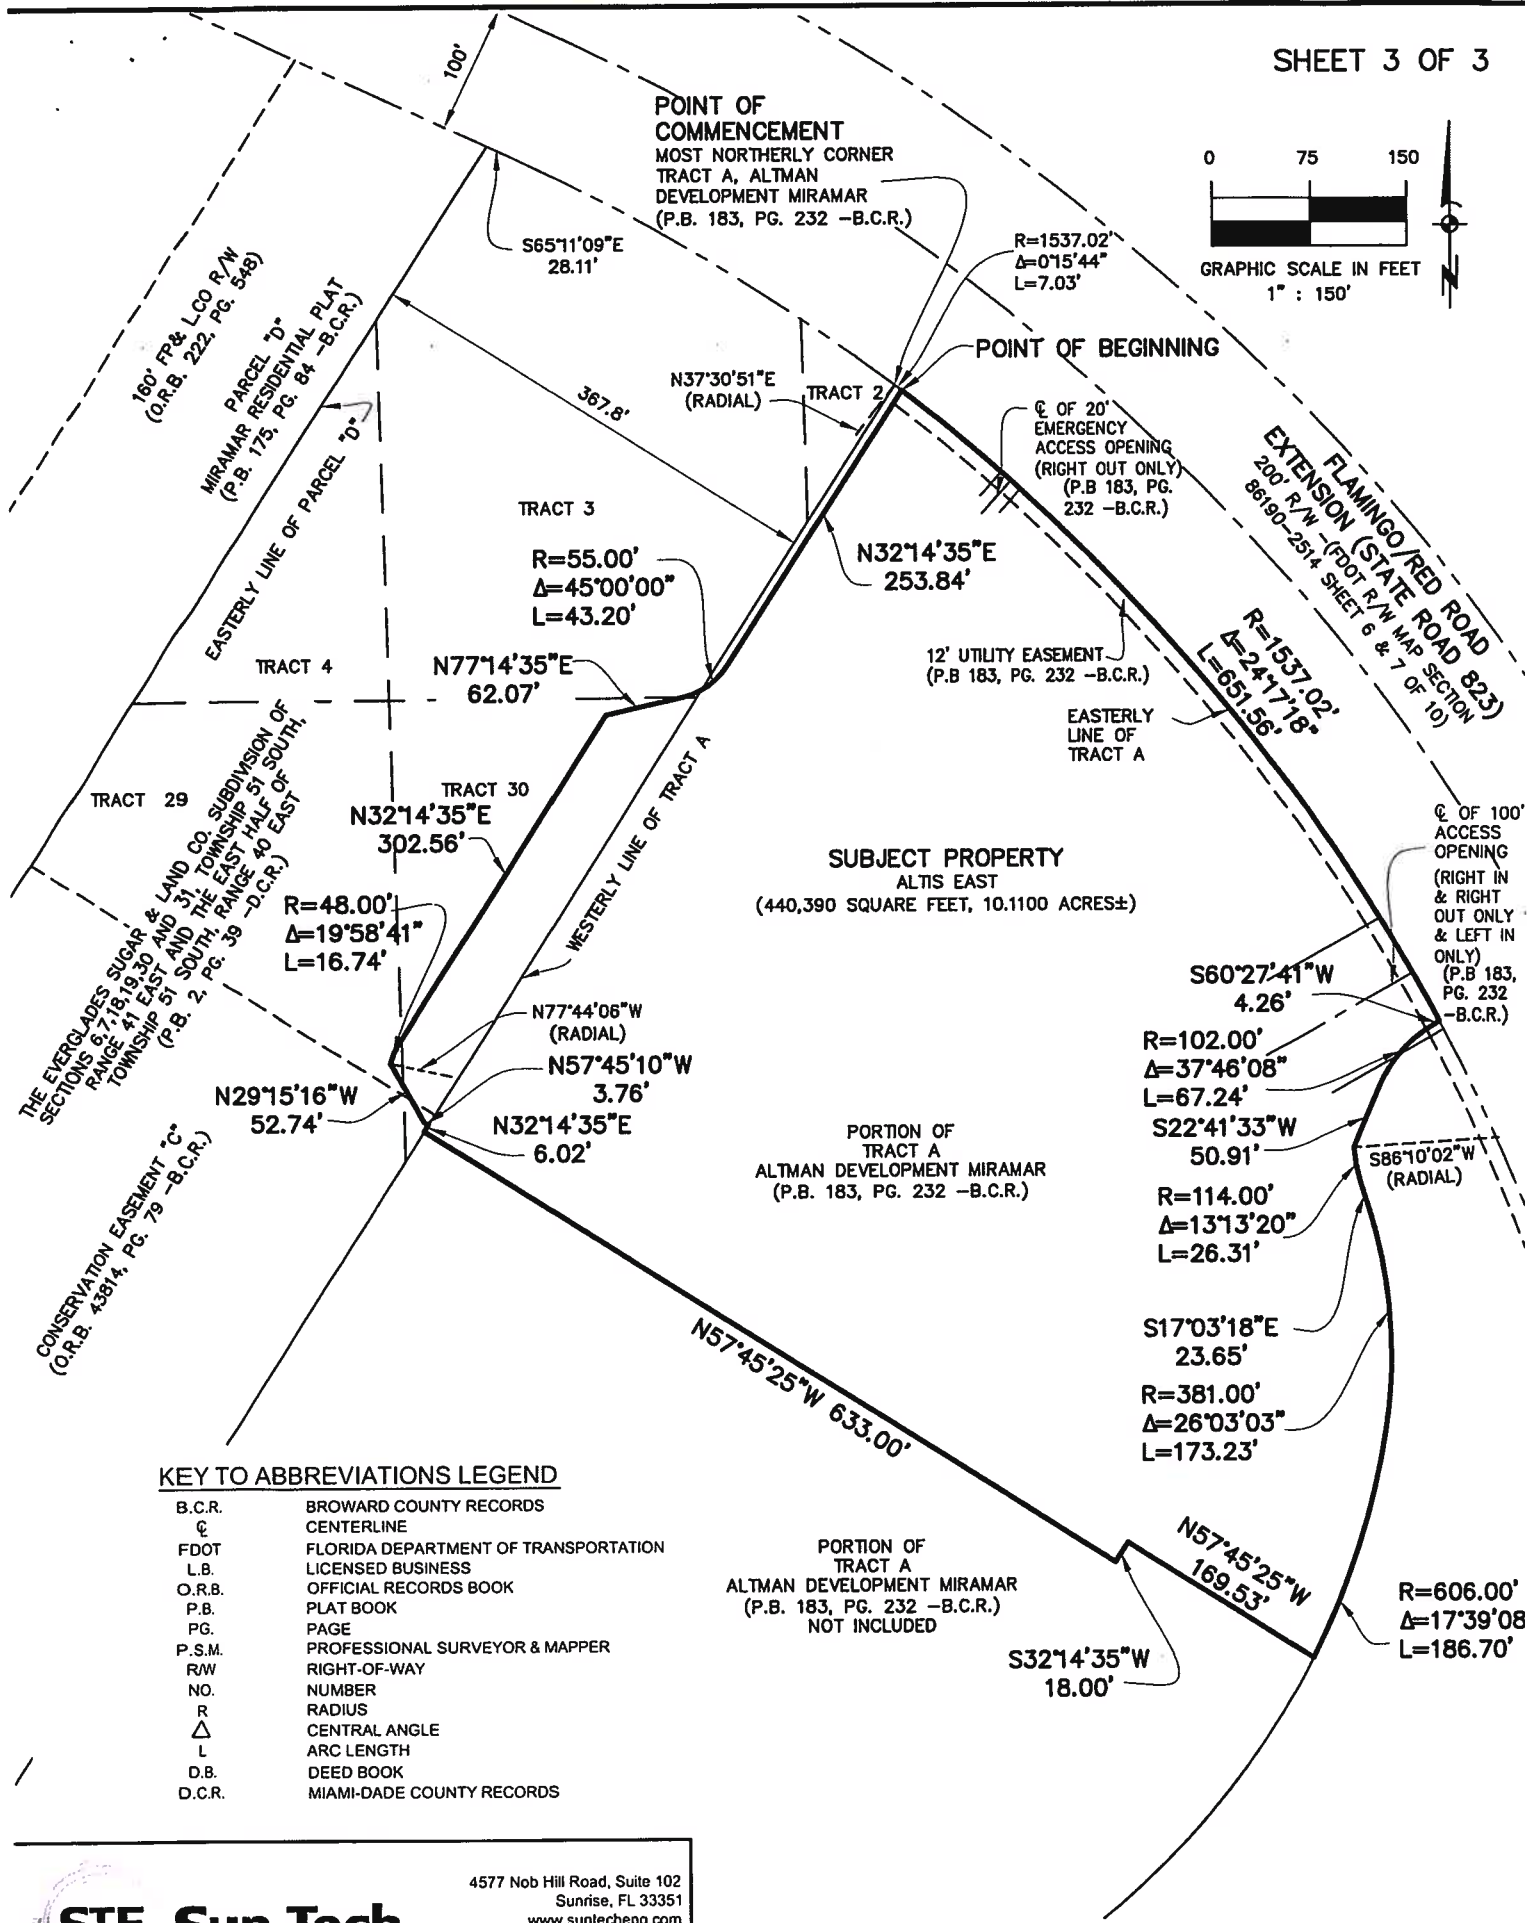 SHEET 3 OF 3
100'
POINT OF
COMMENCEMENT
MOST NORTHERLY CORNER
TRACT A, ALTMAN
DEVELOPMENT MIRAMAR
(P.B. 183, PG. 232 -B.C.R.)
0 75 150
GRAPHIC SCALE IN FEET
1" : 150'
N
S65°11'09"E
28.11'
R=1537.02'
Δ=0°15'44"
L=7.03'
160' FP& L.CO R/W
(O.R.B. 222, PG. 548)
PARCEL "D"
MIRAMAR RESIDENTIAL PLAT
(P.B. 175, PG. 84 -B.C.R.)
EASTERLY LINE OF PARCEL "D"
367.8'
N37°30'51"E
(RADIAL)
TRACT 2
POINT OF BEGINNING
℄ OF 20'
EMERGENCY
ACCESS OPENING
(RIGHT OUT ONLY)
(P.B 183, PG.
232 -B.C.R.)
FLAMINGO/RED ROAD
EXTENSION (STATE ROAD 823)
200' R/W -(FDOT R/W MAP SECTION
86190-2514 SHEET 6 & 7 OF 10)
TRACT 3
R=55.00'
Δ=45°00'00"
L=43.20'
N32°14'35"E
253.84'
TRACT 4
N77°14'35"E
62.07'
12' UTILITY EASEMENT
(P.B 183, PG. 232 -B.C.R.)
R=1537.02'
Δ=24°17'18"
L=651.56'
EASTERLY
LINE OF
TRACT A
TRACT 29
TRACT 30
N32°14'35"E
302.56'
WESTERLY LINE OF TRACT A
THE EVERGLADES SUGAR & LAND CO. SUBDIVISION OF
SECTIONS 6,7,18,19,30 AND 31, TOWNSHIP 51 SOUTH,
RANGE 41 EAST AND THE EAST HALF OF
TOWNSHIP 51 SOUTH, RANGE 40 EAST
(P.B. 2, PG. 39 -D.C.R.)
SUBJECT PROPERTY
ALTIS EAST
(440,390 SQUARE FEET, 10.1100 ACRES±)
℄ OF 100'
ACCESS
OPENING
(RIGHT IN
& RIGHT
OUT ONLY
& LEFT IN
ONLY)
(P.B 183,
PG. 232
-B.C.R.)
R=48.00'
Δ=19°58'41"
L=16.74'
S60°27'41"W
4.26'
N77°44'06"W
(RADIAL)
R=102.00'
Δ=37°46'08"
L=67.24'
N29°15'16"W
52.74'
N57°45'10"W
3.76'
N32°14'35"E
6.02'
S22°41'33"W
50.91'
PORTION OF
TRACT A
ALTMAN DEVELOPMENT MIRAMAR
(P.B. 183, PG. 232 -B.C.R.)
S86°10'02"W
(RADIAL)
R=114.00'
Δ=13°13'20"
L=26.31'
CONSERVATION EASEMENT "C"
(O.R.B. 43814, PG. 79 -B.C.R.)
S17°03'18"E
23.65'
N57°45'25"W 633.00'
R=381.00'
Δ=26°03'03"
L=173.23'
KEY TO ABBREVIATIONS LEGEND
B.C.R. BROWARD COUNTY RECORDS
℄ CENTERLINE
FDOT FLORIDA DEPARTMENT OF TRANSPORTATION
L.B. LICENSED BUSINESS
O.R.B. OFFICIAL RECORDS BOOK
P.B. PLAT BOOK
PG. PAGE
P.S.M. PROFESSIONAL SURVEYOR & MAPPER
R/W RIGHT-OF-WAY
NO. NUMBER
R RADIUS
Δ CENTRAL ANGLE
L ARC LENGTH
D.B. DEED BOOK
D.C.R. MIAMI-DADE COUNTY RECORDS
PORTION OF
TRACT A
ALTMAN DEVELOPMENT MIRAMAR
(P.B. 183, PG. 232 -B.C.R.)
NOT INCLUDED
N57°45'25"W
169.53'
S32°14'35"W
18.00'
R=606.00'
Δ=17°39'08
L=186.70'
4577 Nob Hill Road, Suite 102
Sunrise, FL 33351
www.suntecheng.com
STE Sun-Tech